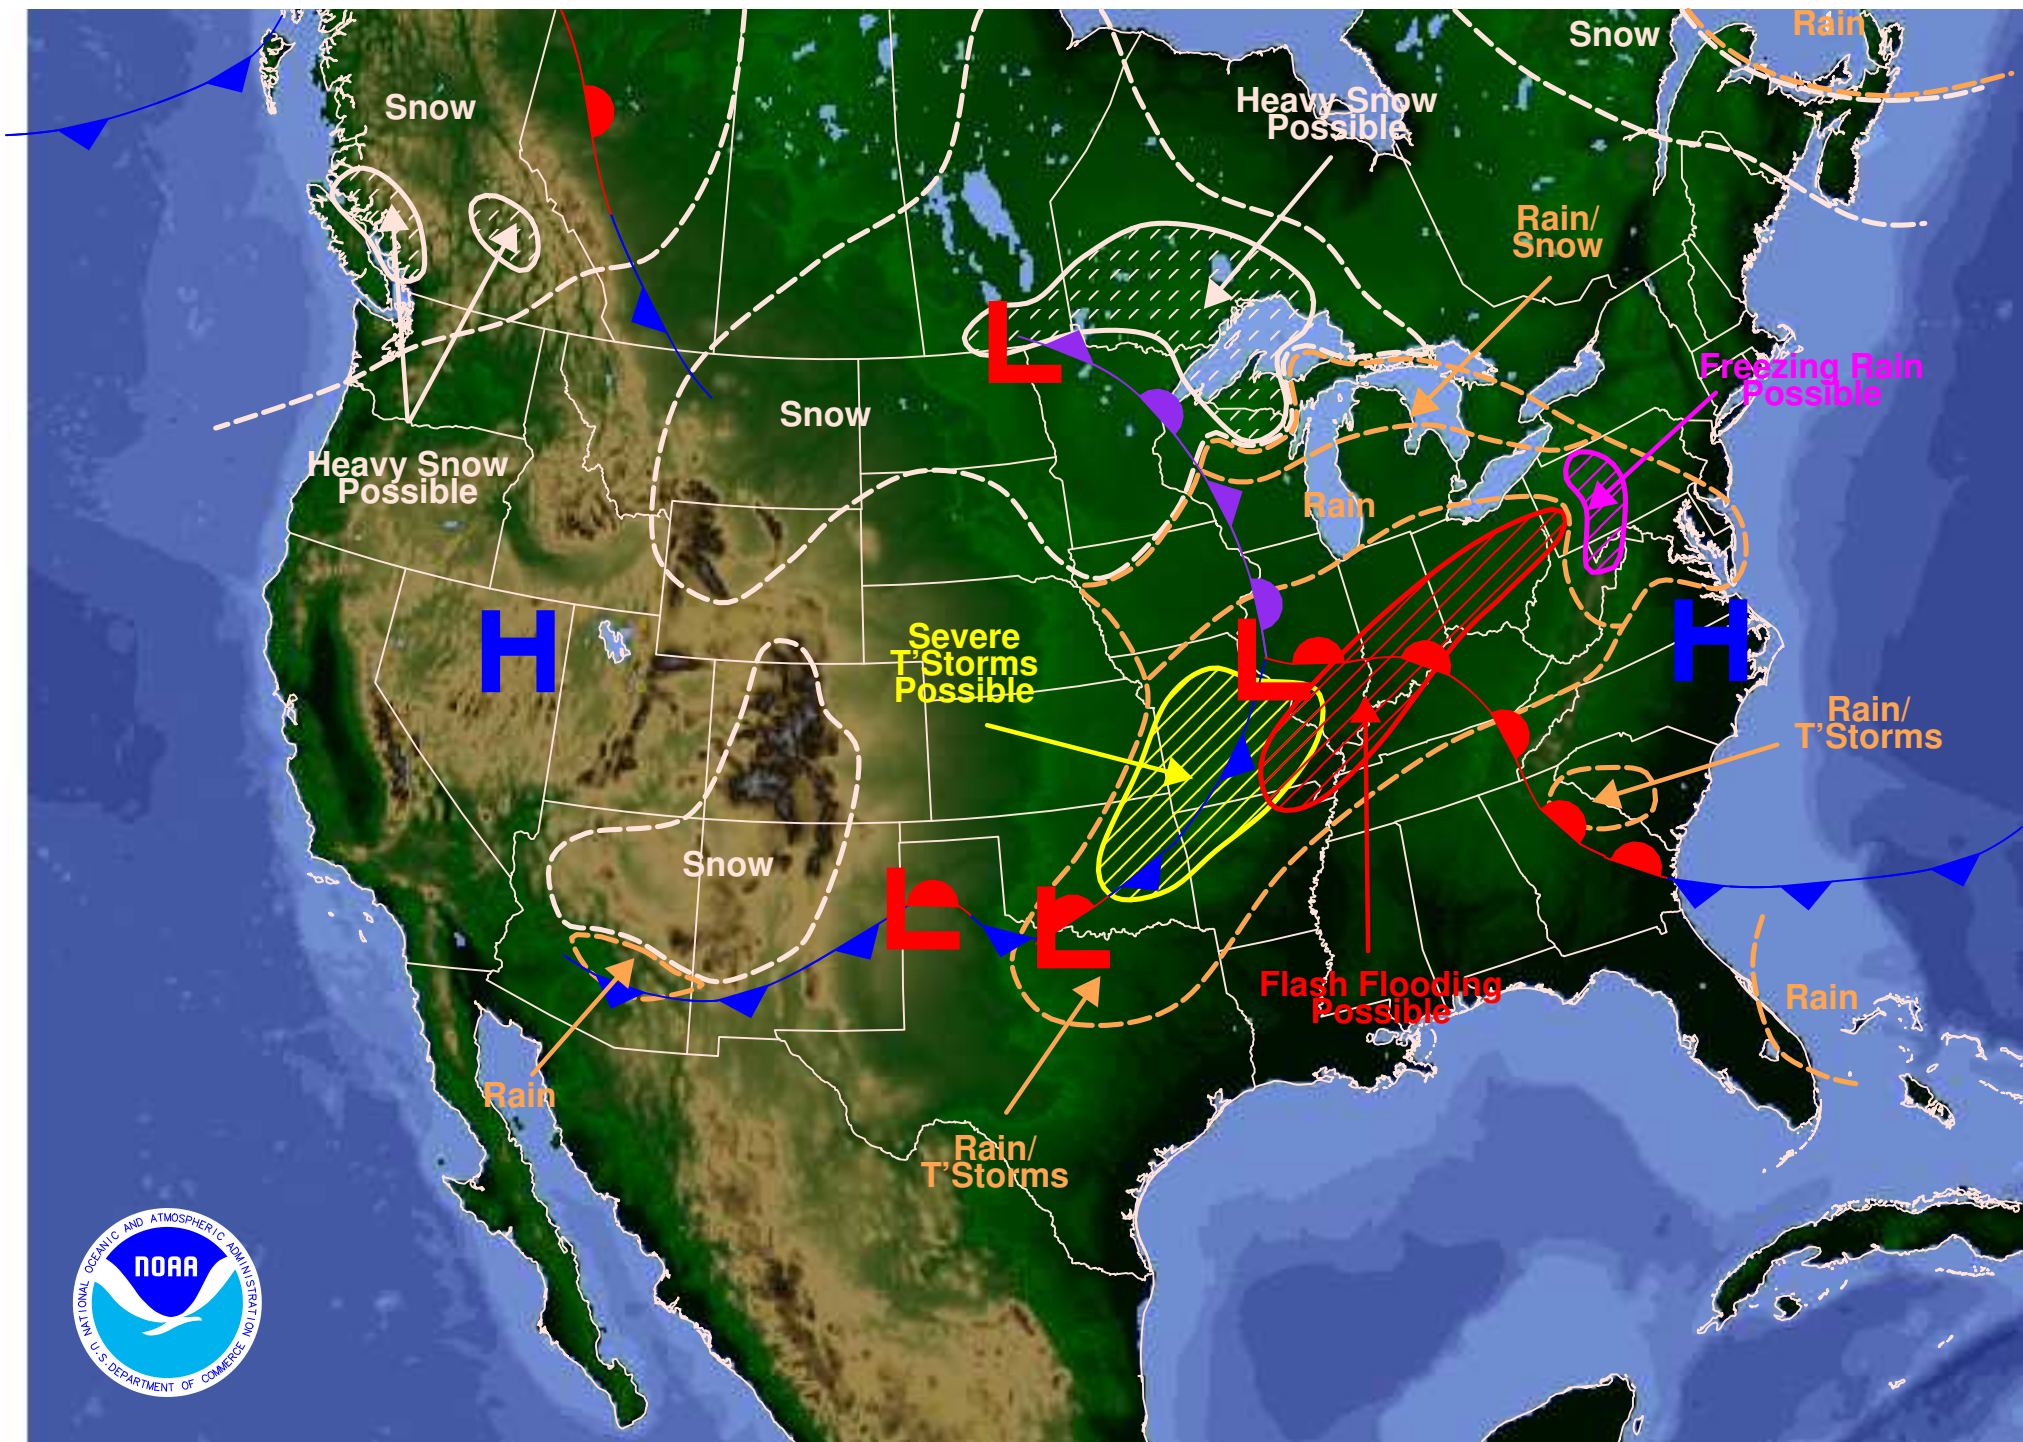 Snow
Rain
Snow
Heavy Snow
Possible
Rain/
Snow
Freezing Rain
Possible
Snow
Heavy Snow
Possible
Rain
H
L
Severe
T'Storms
Possible
L
H
Rain/
T'Storms
Snow
L
L
Flash Flooding
Possible
Rain
Rain
Rain/
T'Storms
NATIONAL OCEANIC AND ATMOSPHERIC ADMINISTRATION
NOAA
U.S. DEPARTMENT OF COMMERCE